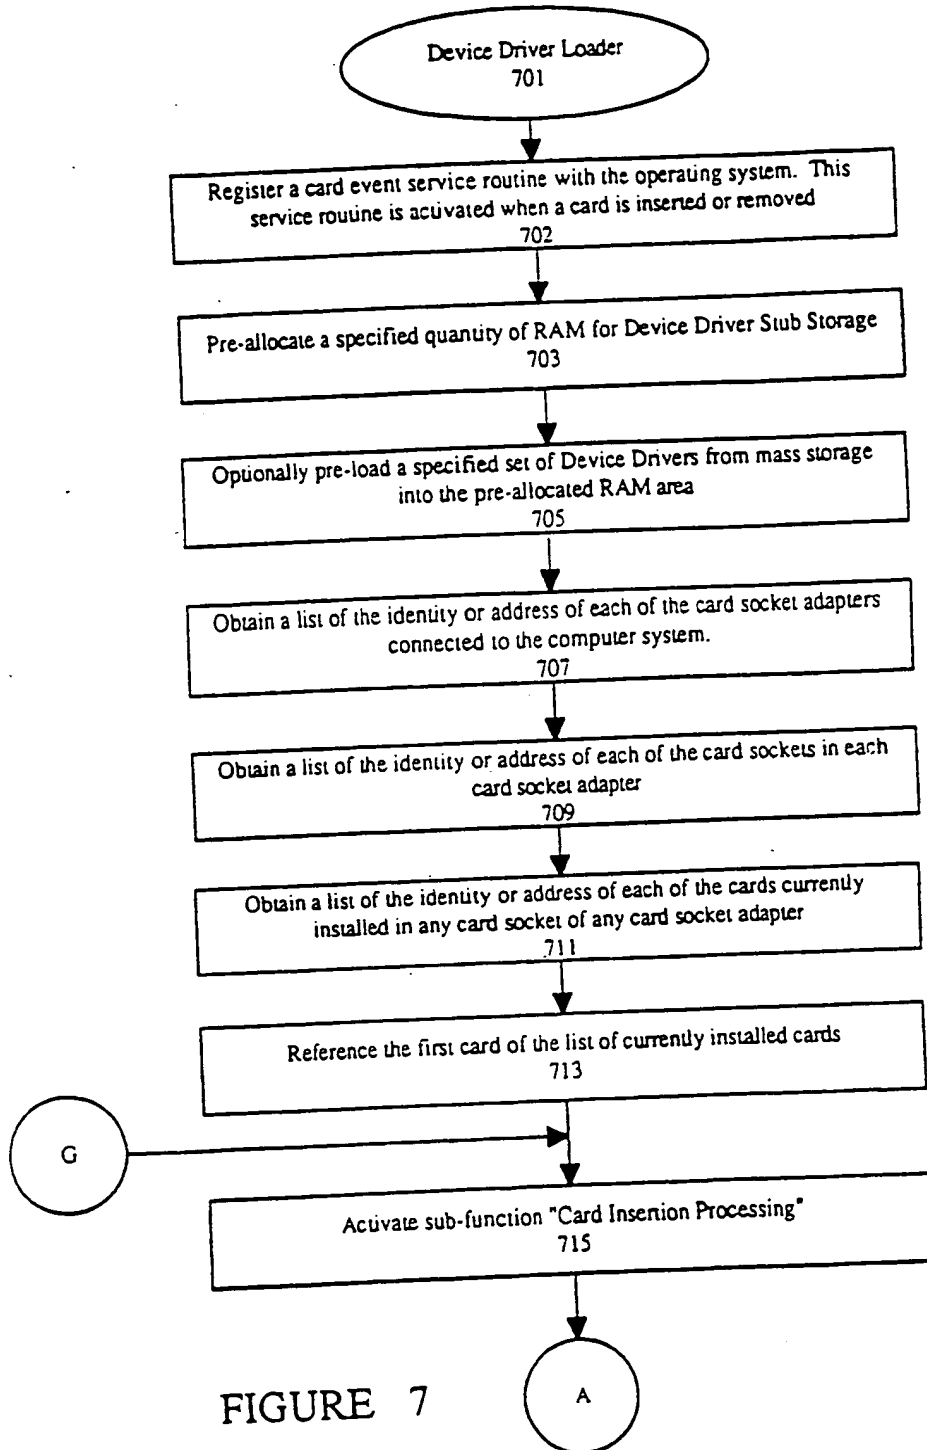 Device Driver Loader
701
Register a card event service routine with the operating system. This
service routine is activated when a card is inserted or removed
702
Pre-allocate a specified quantity of RAM for Device Driver Stub Storage
703
Optionally pre-load a specified set of Device Drivers from mass storage
into the pre-allocated RAM area
705
Obtain a list of the identity or address of each of the card socket adapters
connected to the computer system.
707
Obtain a list of the identity or address of each of the card sockets in each
card socket adapter
709
Obtain a list of the identity or address of each of the cards currently
installed in any card socket of any card socket adapter
711
Reference the first card of the list of currently installed cards
713
G
Activate sub-function "Card Insertion Processing"
715
A
FIGURE 7